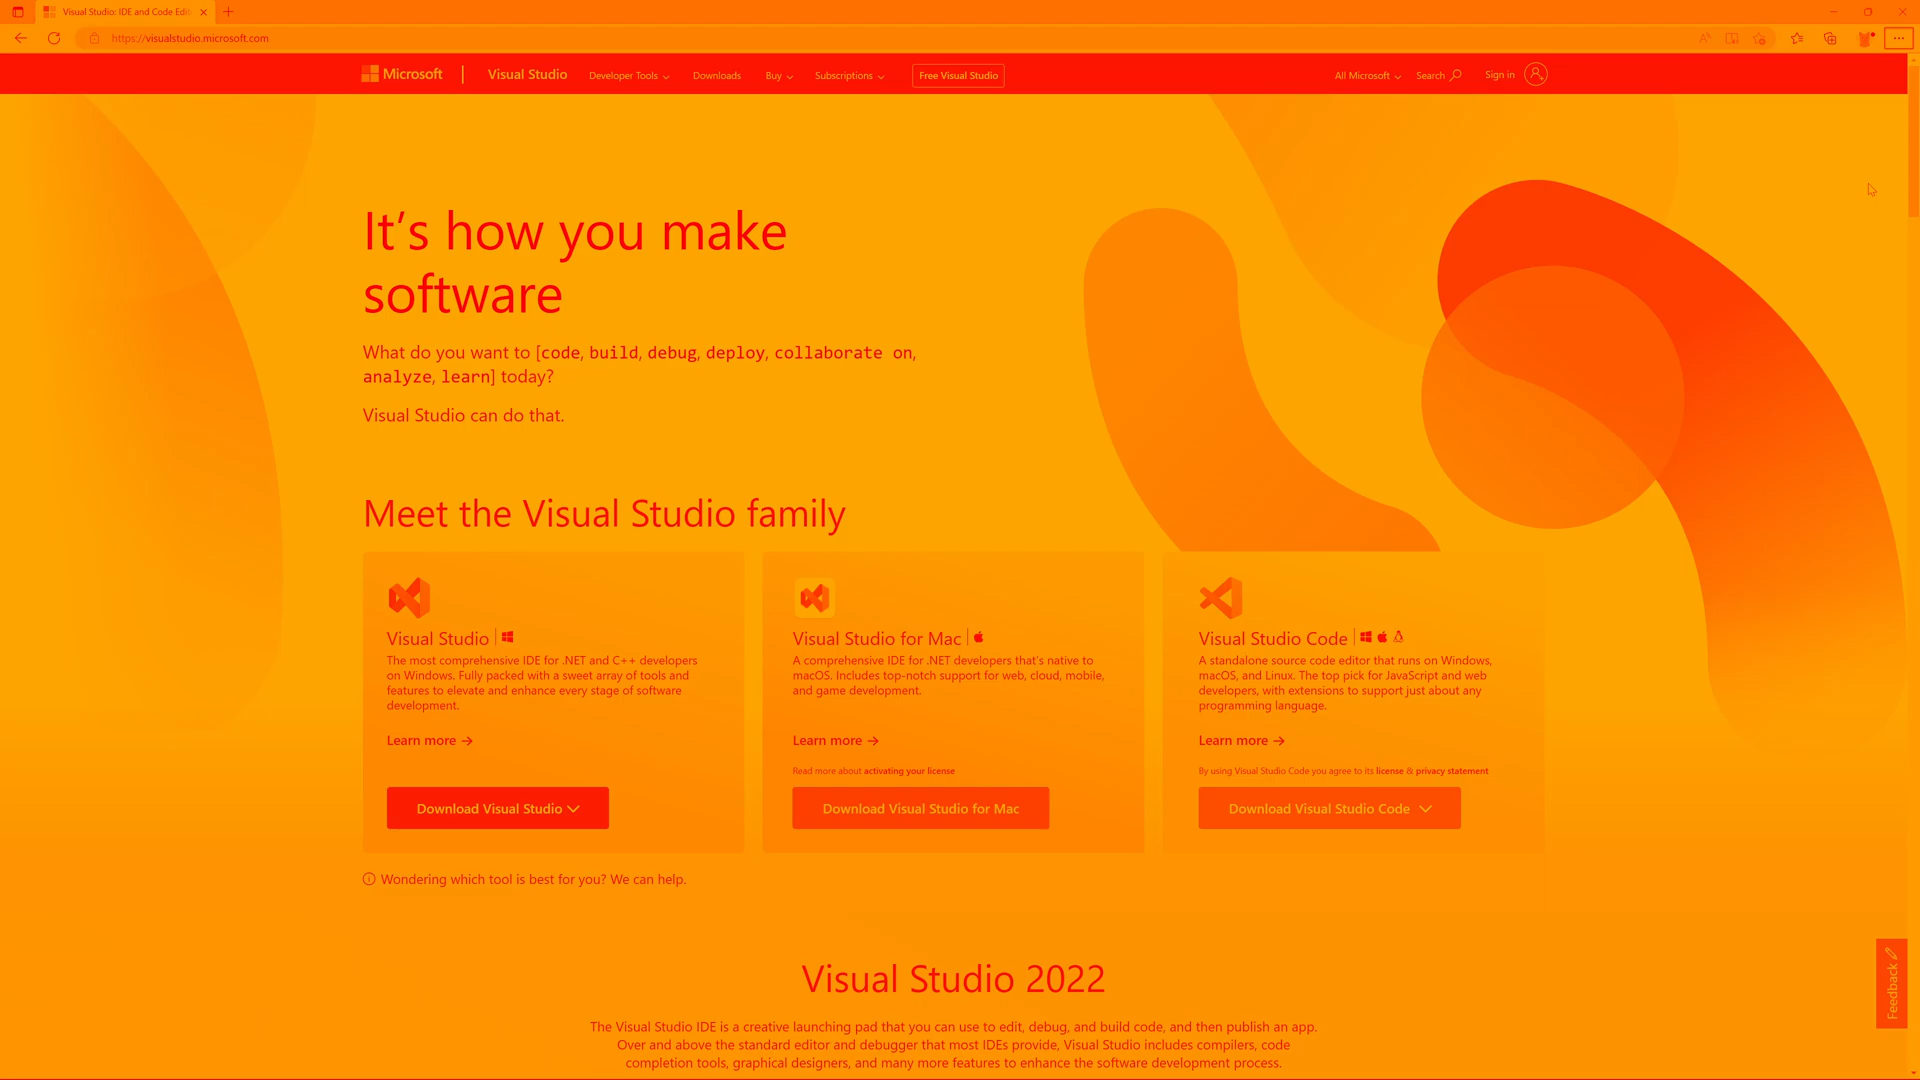 Visual Studio: IDE and Code Edit
https://visualstudio.microsoft.com
Microsoft
Visual Studio
Developer Tools
Downloads
Buy
Subscriptions
Free Visual Studio
All Microsoft
Search
Sign in
It's how you make
software
What do you want to [code, build, debug, deploy, collaborate on,
analyze, learn] today?
Visual Studio can do that.
Meet the Visual Studio family
Visual Studio
The most comprehensive IDE for .NET and C++ developers
on Windows. Fully packed with a sweet array of tools and
features to elevate and enhance every stage of software
development.
Learn more
Download Visual Studio
Visual Studio for Mac
A comprehensive IDE for .NET developers that's native to
macOS. Includes top-notch support for web, cloud, mobile,
and game development.
Learn more
Read more about activating your license
Download Visual Studio for Mac
Visual Studio Code
A standalone source code editor that runs on Windows,
macOS, and Linux. The top pick for JavaScript and web
developers, with extensions to support just about any
programming language.
Learn more
By using Visual Studio Code you agree to its license & privacy statement
Download Visual Studio Code
Wondering which tool is best for you? We can help.
Feedback
Visual Studio 2022
The Visual Studio IDE is a creative launching pad that you can use to edit, debug, and build code, and then publish an app.
Over and above the standard editor and debugger that most IDEs provide, Visual Studio includes compilers, code
completion tools, graphical designers, and many more features to enhance the software development process.